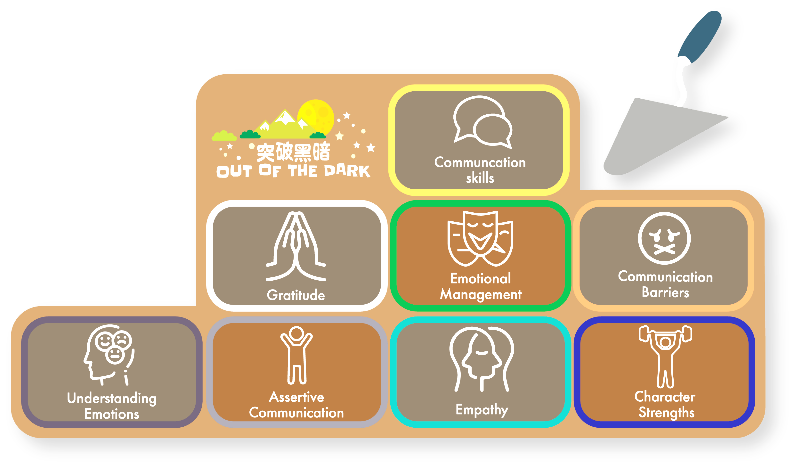 突破黑暗
OUT OF THE DARK
Communcation
skills
Gratitude
Emotional
Management
Communication
Barriers
Understanding
Emotions
Assertive
Communication
Empathy
Character
Strengths